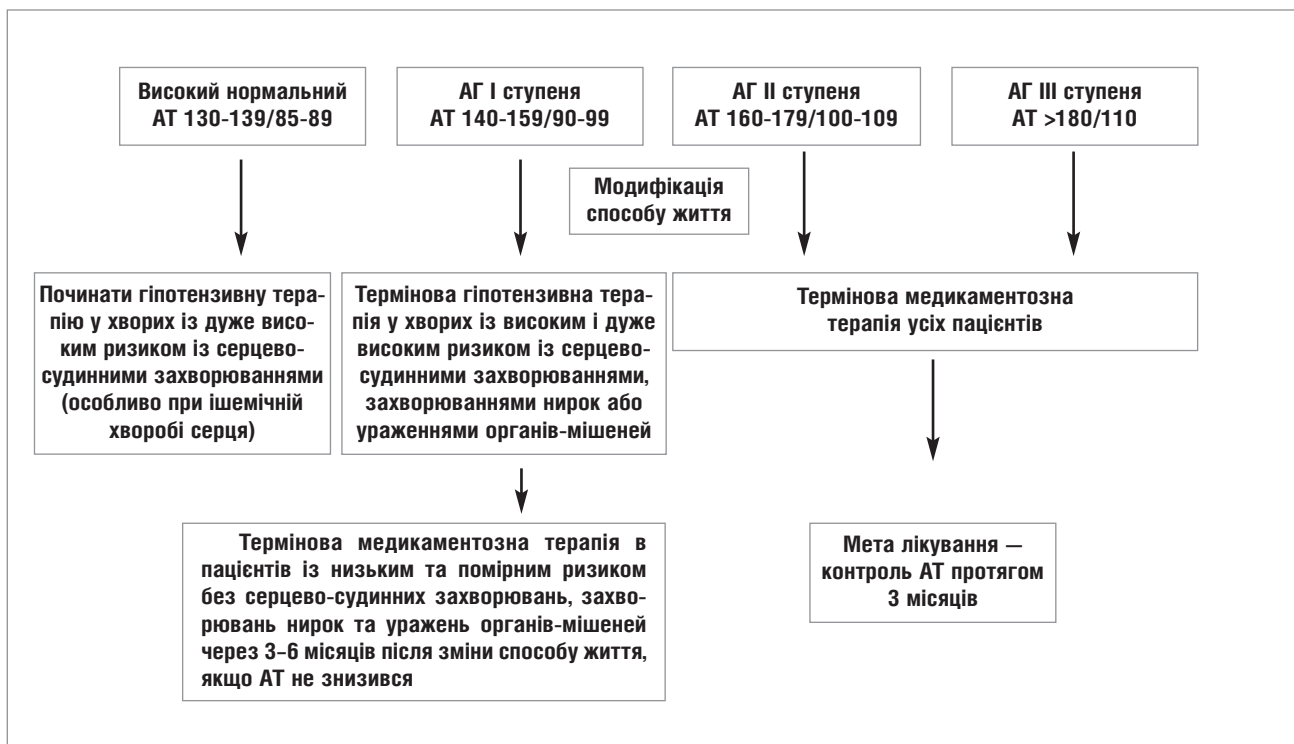 Високий нормальний
АТ 130-139/85-89
АГ І ступеня
АТ 140-159/90-99
АГ ІІ ступеня
АТ 160-179/100-109
АГ ІІІ ступеня
АТ >180/110
Модифікація
способу життя
Починати гіпотензивну тера-
пію у хворих із дуже висо-
ким ризиком із серцево-
судинними захворюваннями
(особливо при ішемічній
хворобі серця)
Термінова гіпотензивна тера-
пія у хворих із високим і дуже
високим ризиком із серцево-
судинними захворюваннями,
захворюваннями нирок або
ураженнями органів-мішеней
Термінова медикаментозна
терапія усіх пацієнтів
Термінова медикаментозна терапія в
пацієнтів із низьким та помірним ризиком
без серцево-судинних захворювань, захво-
рювань нирок та уражень органів-мішеней
через 3–6 місяців після зміни способу життя,
якщо АТ не знизився
Мета лікування —
контроль АТ протягом
3 місяців